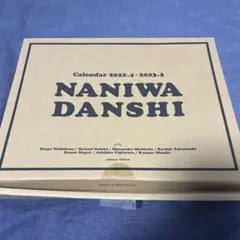 Calendar 2022.4-2023.3
NANIWA
DANSHI
Daigo Nishihata / Ryusei Onishi / Shunsuke Michieda / Kyohei Takahashi
Kento Nagao / Joichiro Fujiwara / Kazuya Ohashi